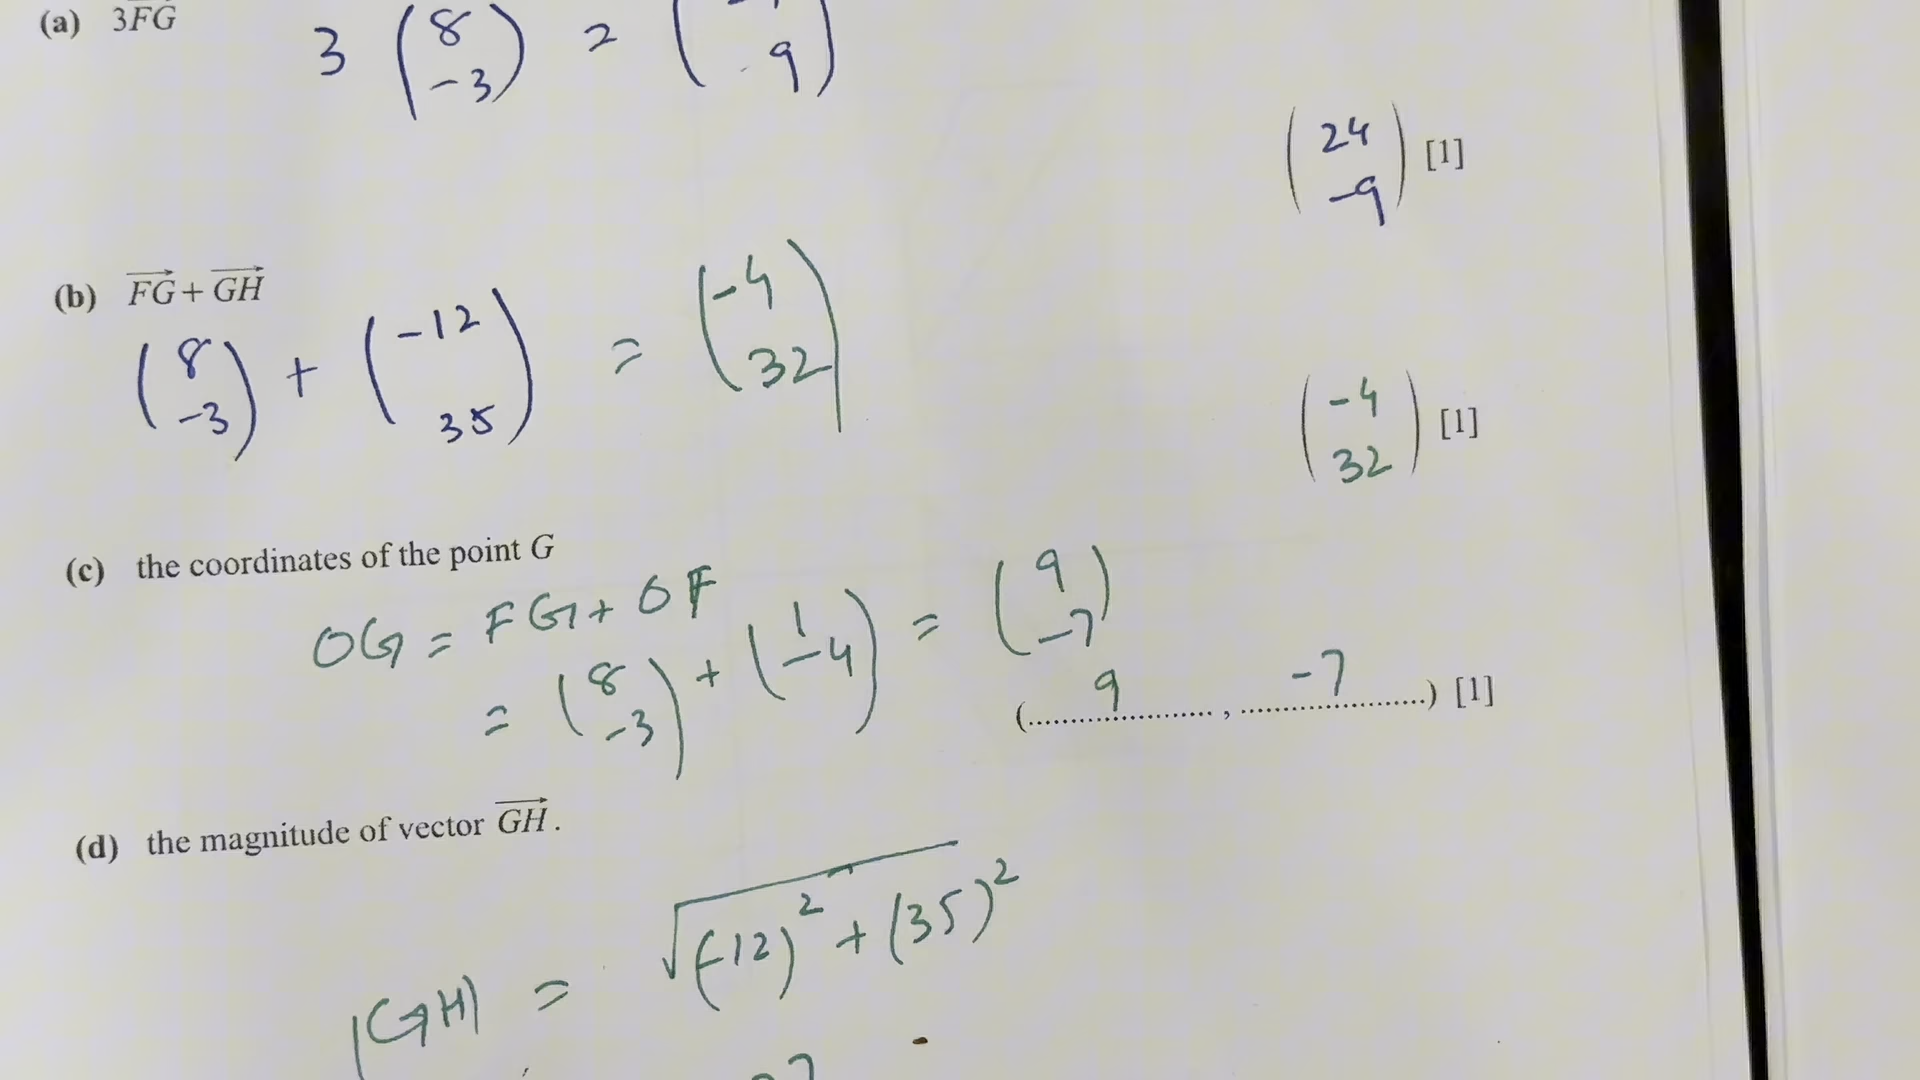 (a) 3FG
3 ( 8 -3 ) = ( 9 )
( 24 -9 ) [1]
(b) FG + GH
( 8 -3 ) + ( -12 35 ) = ( -4 32 )
( -4 32 ) [1]
(c) the coordinates of the point G
OG = FG + OF
= ( 8 -3 ) + ( 1 -4 ) = ( 9 -7 )
( 9 , -7 ) [1]
(d) the magnitude of vector GH.
|GH| = √(-12)² + (35)²